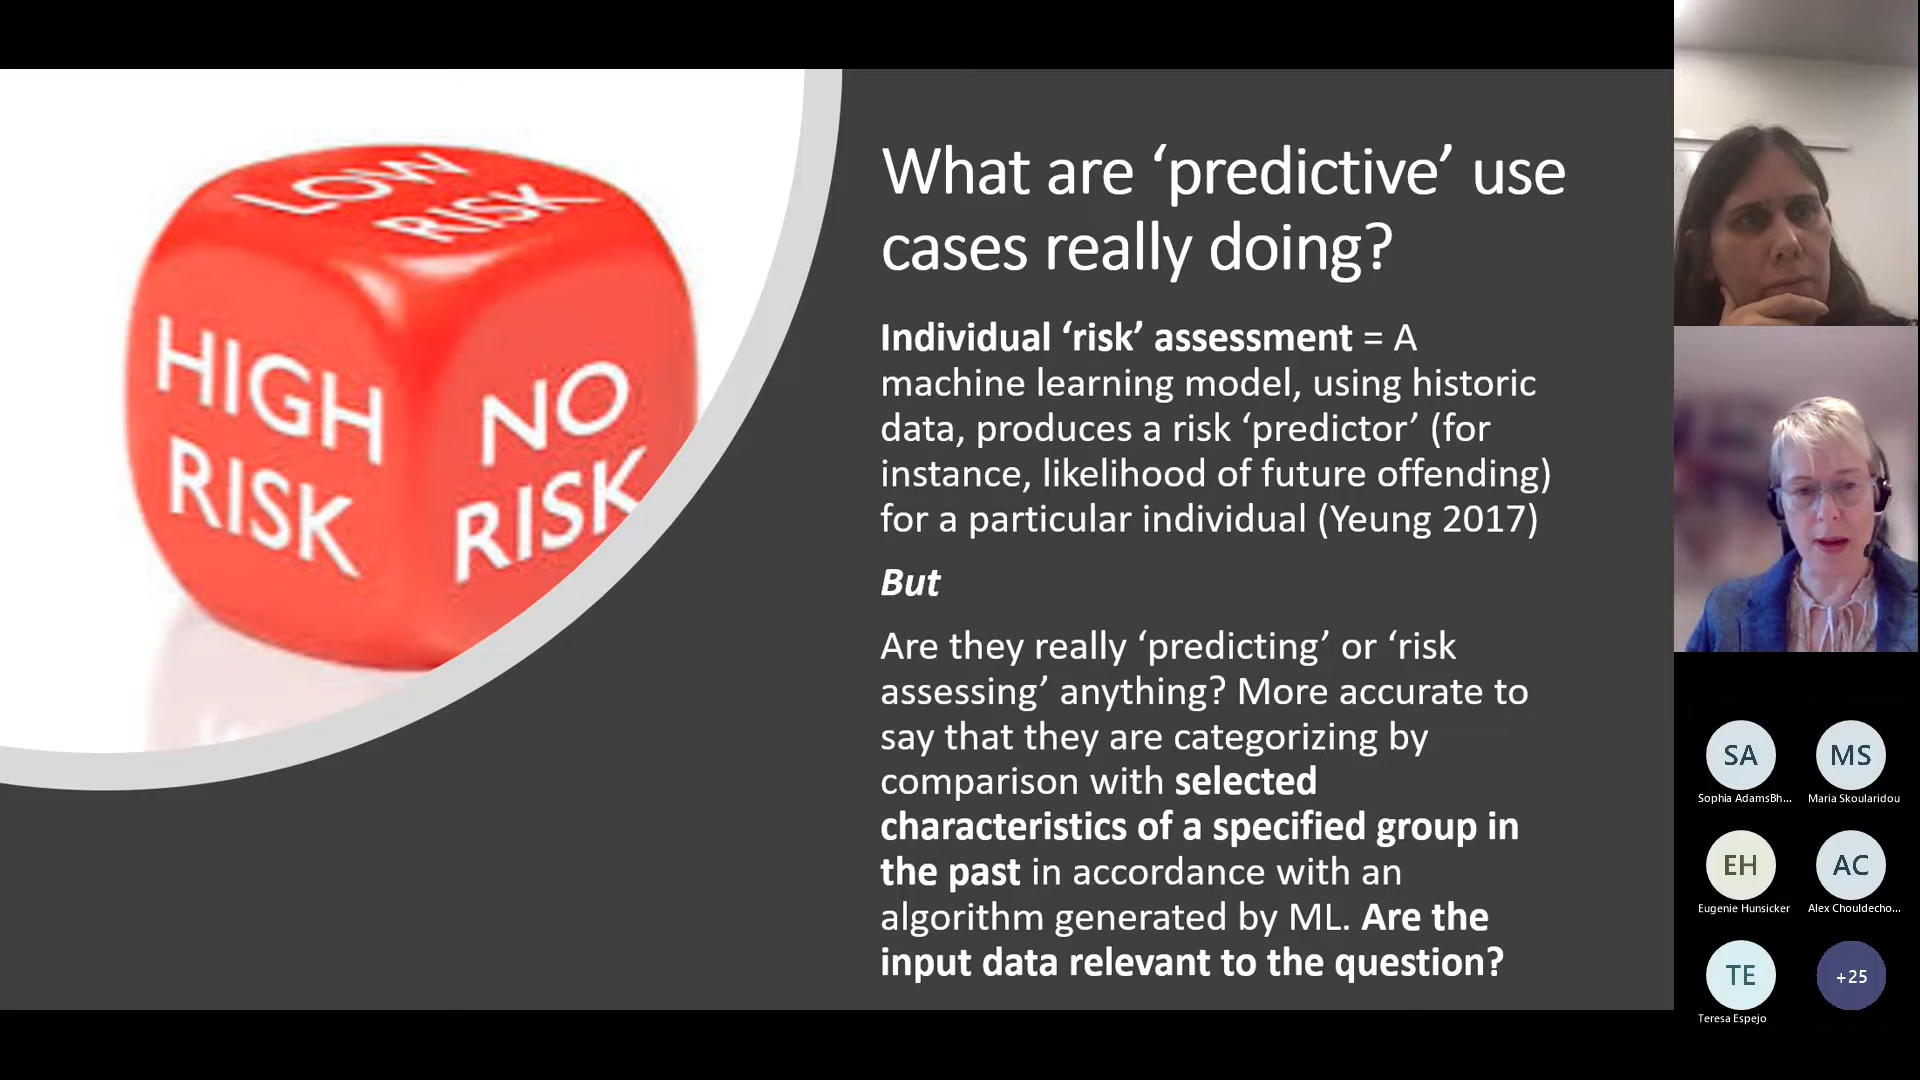 LOW
RISK
HIGH
RISK
NO
RISK
What are ‘predictive’ use
cases really doing?
Individual ‘risk’ assessment = A
machine learning model, using historic
data, produces a risk ‘predictor’ (for
instance, likelihood of future offending)
for a particular individual (Yeung 2017)
But
Are they really ‘predicting’ or ‘risk
assessing’ anything? More accurate to
say that they are categorizing by
comparison with selected
characteristics of a specified group in
the past in accordance with an
algorithm generated by ML. Are the
input data relevant to the question?
SA
Sophia AdamsBh...
MS
Maria Skoularidou
EH
Eugenie Hunsicker
AC
Alex Chouldecho...
TE
Teresa Espejo
+25